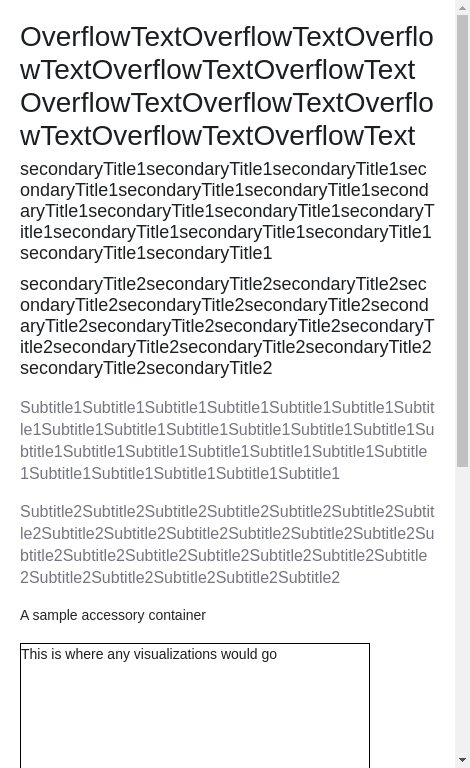 OverflowTextOverflowTextOverflo
wTextOverflowTextOverflowText
OverflowTextOverflowTextOverflo
wTextOverflowTextOverflowText
secondaryTitle1secondaryTitle1secondaryTitle1sec
ondaryTitle1secondaryTitle1secondaryTitle1second
aryTitle1secondaryTitle1secondaryTitle1secondaryT
itle1secondaryTitle1secondaryTitle1secondaryTitle1
secondaryTitle1secondaryTitle1
secondaryTitle2secondaryTitle2secondaryTitle2sec
ondaryTitle2secondaryTitle2secondaryTitle2second
aryTitle2secondaryTitle2secondaryTitle2secondaryT
itle2secondaryTitle2secondaryTitle2secondaryTitle2
secondaryTitle2secondaryTitle2
Subtitle1Subtitle1Subtitle1Subtitle1Subtitle1Subtitle1Subtit
le1Subtitle1Subtitle1Subtitle1Subtitle1Subtitle1Subtitle1Su
btitle1Subtitle1Subtitle1Subtitle1Subtitle1Subtitle1Subtitle
1Subtitle1Subtitle1Subtitle1Subtitle1Subtitle1
Subtitle2Subtitle2Subtitle2Subtitle2Subtitle2Subtitle2Subtit
le2Subtitle2Subtitle2Subtitle2Subtitle2Subtitle2Subtitle2Su
btitle2Subtitle2Subtitle2Subtitle2Subtitle2Subtitle2Subtitle
2Subtitle2Subtitle2Subtitle2Subtitle2Subtitle2
A sample accessory container
This is where any visualizations would go